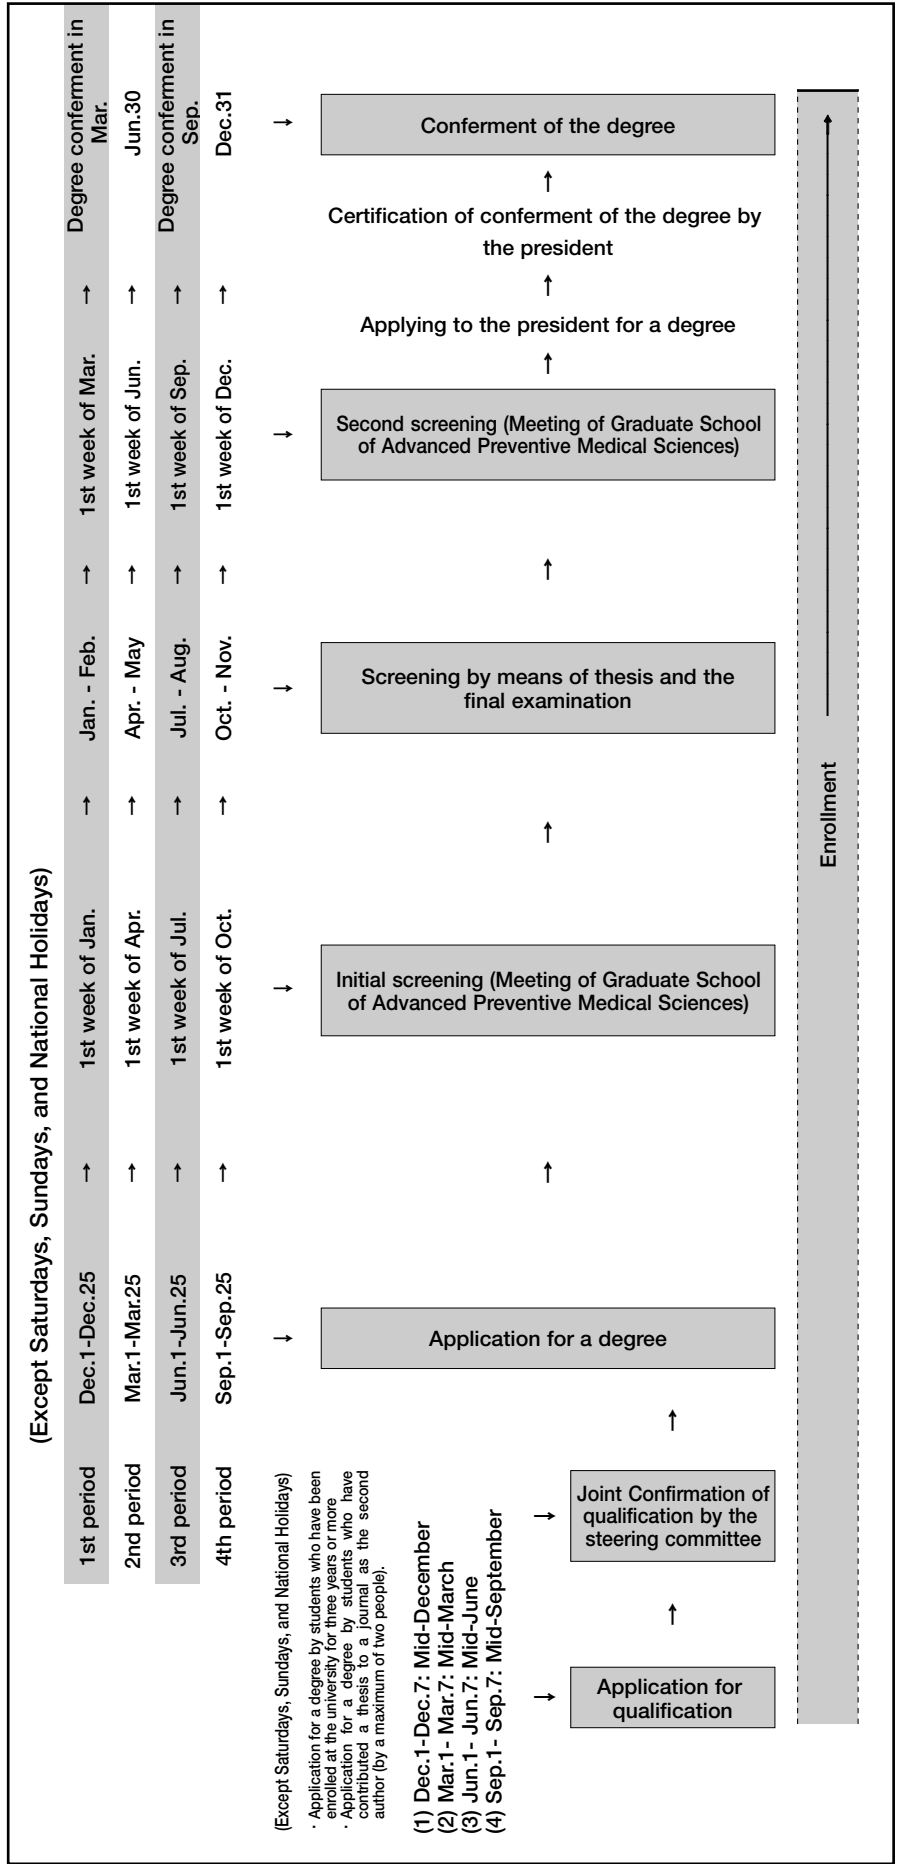 (Except Saturdays, Sundays, and National Holidays)
1st period Dec.1-Dec.25 → 1st week of Jan. → Jan. - Feb. → 1st week of Mar. → Degree conferment in
Mar.
2nd period Mar.1-Mar.25 → 1st week of Apr. → Apr. - May → 1st week of Jun. → Jun.30
3rd period Jun.1-Jun.25 → 1st week of Jul. → Jul. - Aug. → 1st week of Sep. → Degree conferment in
Sep.
4th period Sep.1-Sep.25 → 1st week of Oct. → Oct. - Nov. → 1st week of Dec. → Dec.31
(Except Saturdays, Sundays, and National Holidays)
・Application for a degree by students who have been
enrolled at the university for three years or more
・Application for a degree by students who have
contributed a thesis to a journal as the second
author (by a maximum of two people).
(1) Dec.1-Dec.7: Mid-December
(2) Mar.1- Mar.7: Mid-March
(3) Jun.1- Jun.7: Mid-June
(4) Sep.1- Sep.7: Mid-September
Application for
qualification
Joint Confirmation of
qualification by the
steering committee
Application for a degree
Initial screening (Meeting of Graduate School
of Advanced Preventive Medical Sciences)
Screening by means of thesis and the
final examination
Second screening (Meeting of Graduate School
of Advanced Preventive Medical Sciences)
Applying to the president for a degree
Certification of conferment of the degree by
the president
Conferment of the degree
Enrollment